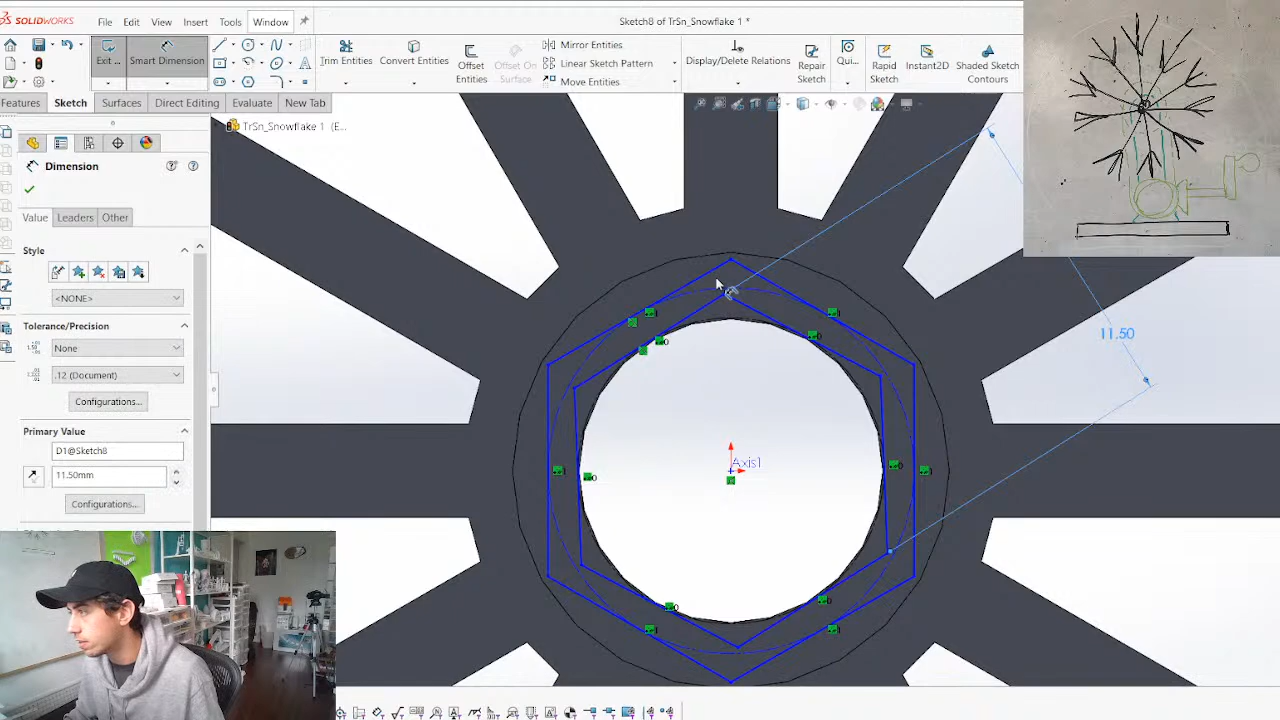 SOLIDWORKS File Edit View Insert Tools Window Sketch8 of TrSn_Snowflake 1 *
Exit ... Smart Dimension Trim Entities Convert Entities Offset Entities Offset On Surface Mirror Entities Linear Sketch Pattern Move Entities Display/Delete Relations Repair Sketch Qui... Rapid Sketch Instant2D Shaded Sketch Contours
Features Sketch Surfaces Direct Editing Evaluate New Tab
TrSn_Snowflake 1 (E...
Dimension
Value Leaders Other
Style
<NONE>
Tolerance/Precision
None
.12 (Document)
Configurations...
Primary Value
D1@Sketch8
11.50mm
Configurations...
11.50
Axis1